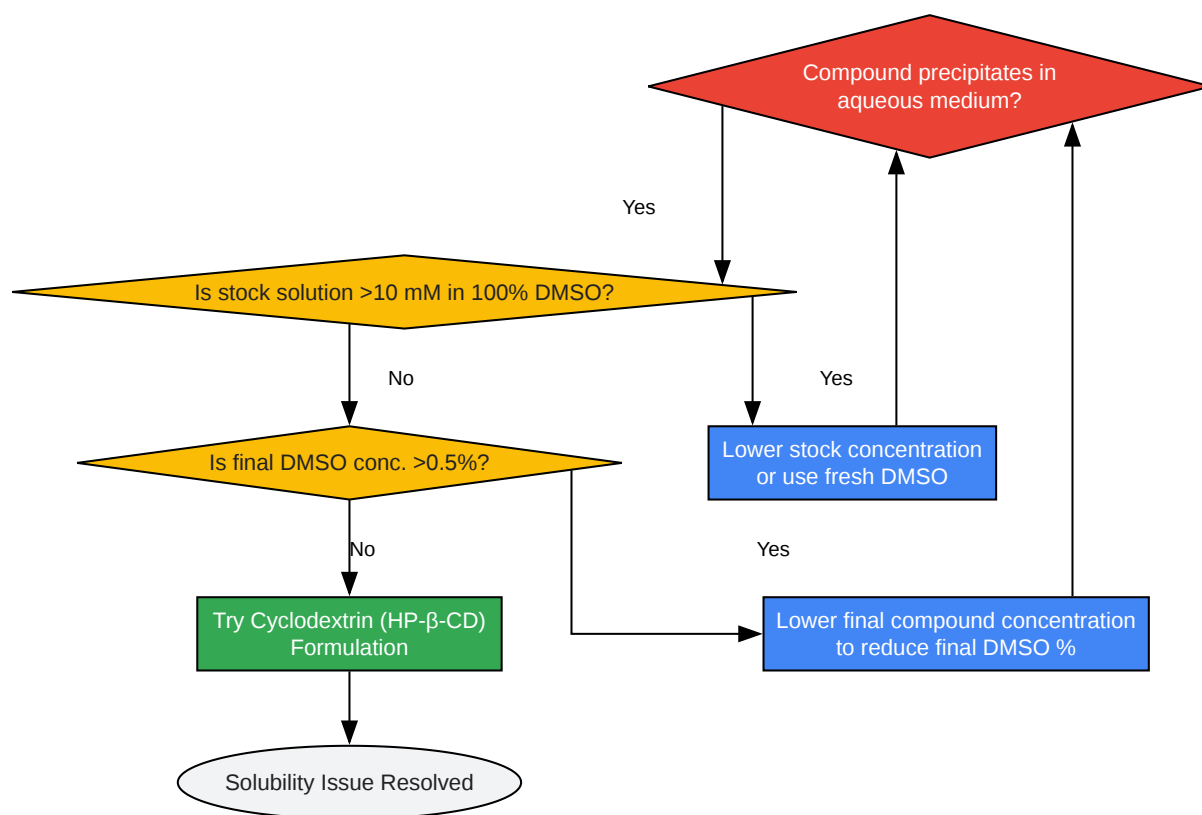 Compound precipitates in
aqueous medium?
Yes
Is stock solution >10 mM in 100% DMSO?
No
Yes
Is final DMSO conc. >0.5%?
Lower stock concentration
or use fresh DMSO
No
Yes
Try Cyclodextrin (HP-β-CD)
Formulation
Lower final compound concentration
to reduce final DMSO %
Solubility Issue Resolved